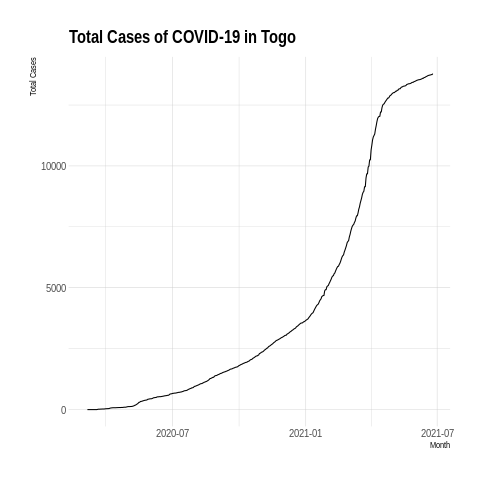 Total Cases of COVID-19 in Togo
Total Cases
10000
5000
0
2020-07
2021-01
2021-07
Month